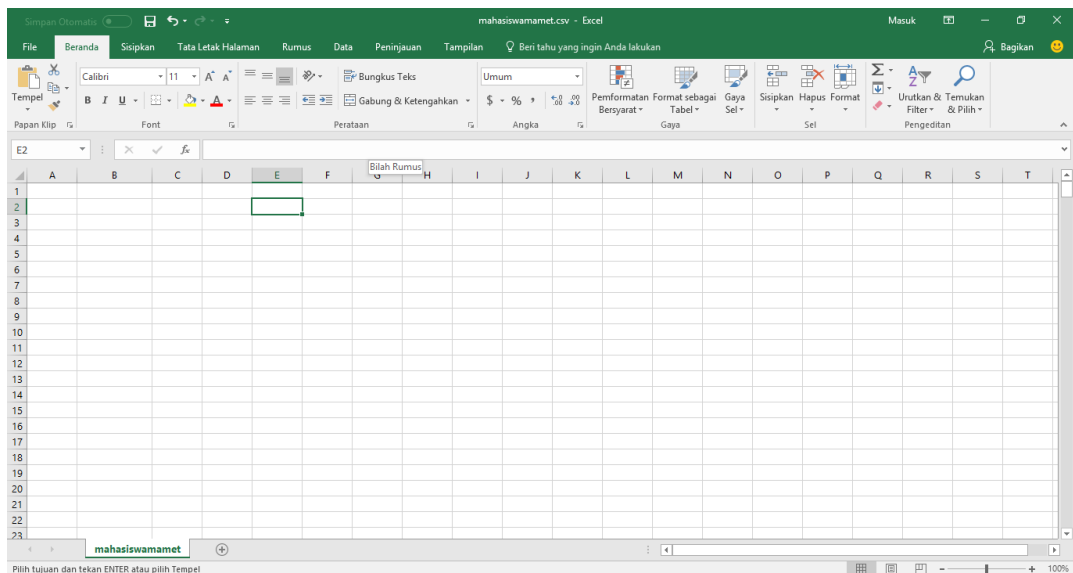 Simpan Otomatis mahasiswamamet.csv - Excel Masuk
File Beranda Sisipkan Tata Letak Halaman Rumus Data Peninjauan Tampilan Beri tahu yang ingin Anda lakukan Bagikan
Tempel
Calibri 11 A A Bungkus Teks Umum
B I U A Gabung & Ketengahkan $ % , ,0 ,00
Pemformatan Bersyarat
Format sebagai Tabel
Gaya Sel
Sisipkan Hapus Format
Urutkan & Filter
Temukan & Pilih
Papan Klip Font Perataan Angka Gaya Sel Pengeditan
E2 fx
Bilah Rumus
A B C D E F G H I J K L M N O P Q R S T
1
2
3
4
5
6
7
8
9
10
11
12
13
14
15
16
17
18
19
20
21
22
23
mahasiswamamet
Pilih tujuan dan tekan ENTER atau pilih Tempel 100%